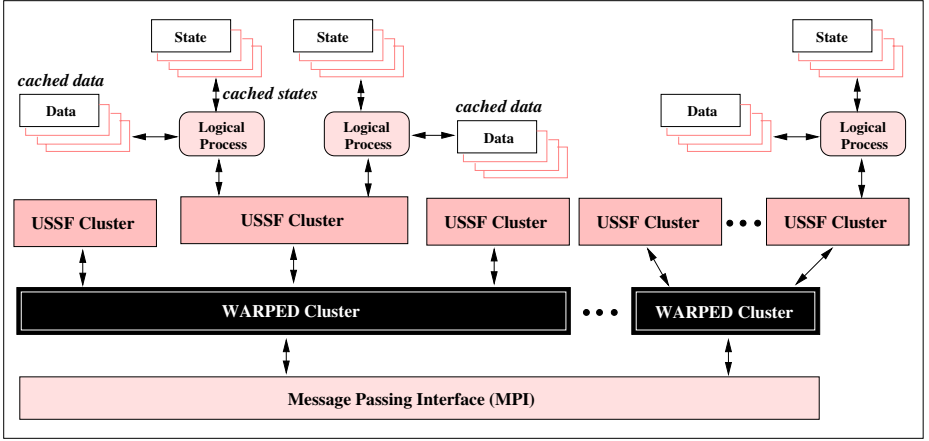 State
State
State
cached data
cached states
cached data
Data
Data
Data
Logical
Process
Logical
Process
Logical
Process
USSF Cluster
USSF Cluster
USSF Cluster
USSF Cluster
USSF Cluster
WARPED Cluster
WARPED Cluster
Message Passing Interface (MPI)